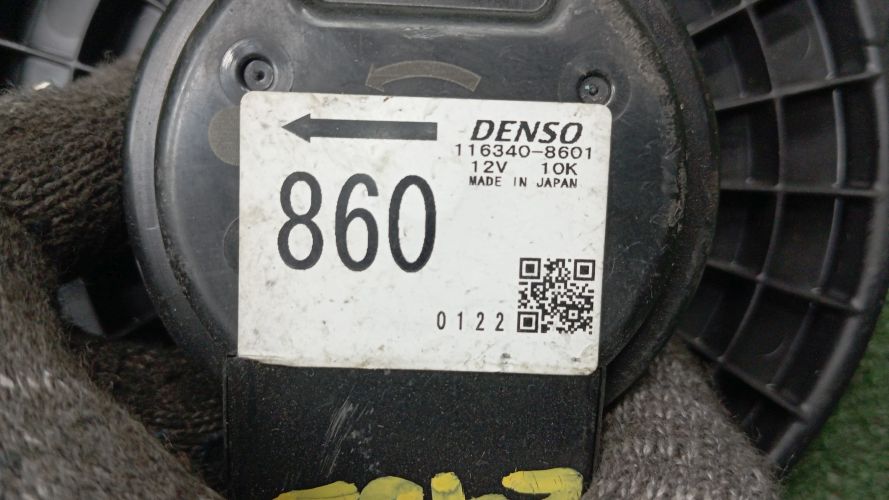 DENSO
116340-8601
12V 10K
MADE IN JAPAN
860
0122